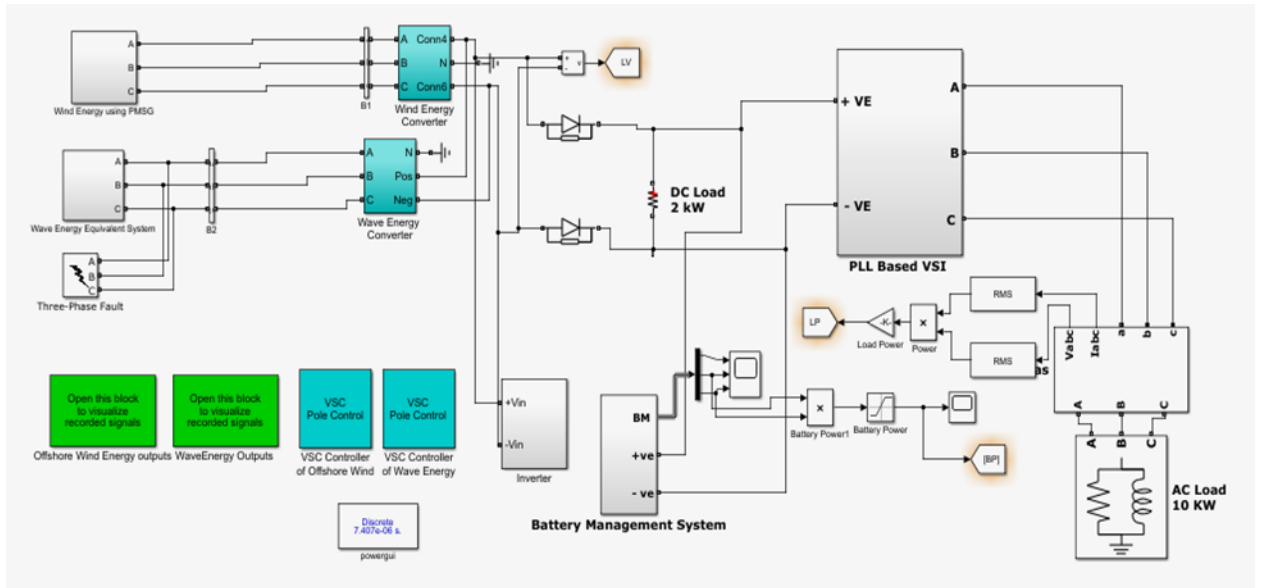 A
B
C
Wind Energy using PMSG
B1
A
B
C
Conn4
N
Conn6
Wind Energy
Converter
+
-
v
LV
A
B
C
Wave Energy Equivalent System
B2
A
B
C
N
Pos
Neg
Wave Energy
Converter
A
B
C
Three-Phase Fault
DC Load
2 kW
+ VE
- VE
A
B
C
PLL Based VSI
LP
-K-
Load Power
×
Power
RMS
RMS
as
Vabc
Iabc
a
b
c
A
B
C
A
B
C
AC Load
10 KW
Open this block
to visualize
recorded signals
Offshore Wind Energy outputs
Open this block
to visualize
recorded signals
WaveEnergy Outputs
VSC
Pole Control
VSC Controller
of Offshore Wind
VSC
Pole Control
VSC Controller
of Wave Energy
+Vin
-Vin
Inverter
BM
+ve
- ve
Battery Management System
×
Battery Power1
Battery Power
[BP]
Discrete
7.407e-06 s.
powergui